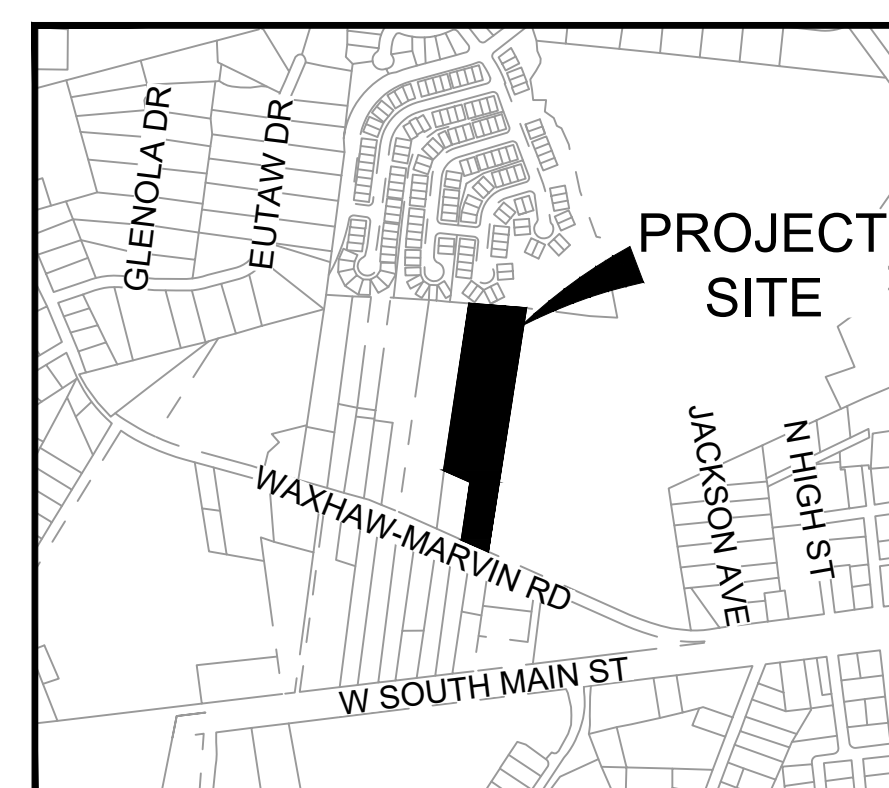 GLENOLA DR
EUTAW DR
PROJECT
SITE
WAXHAW-MARVIN RD
JACKSON AVE
N HIGH ST
W SOUTH MAIN ST